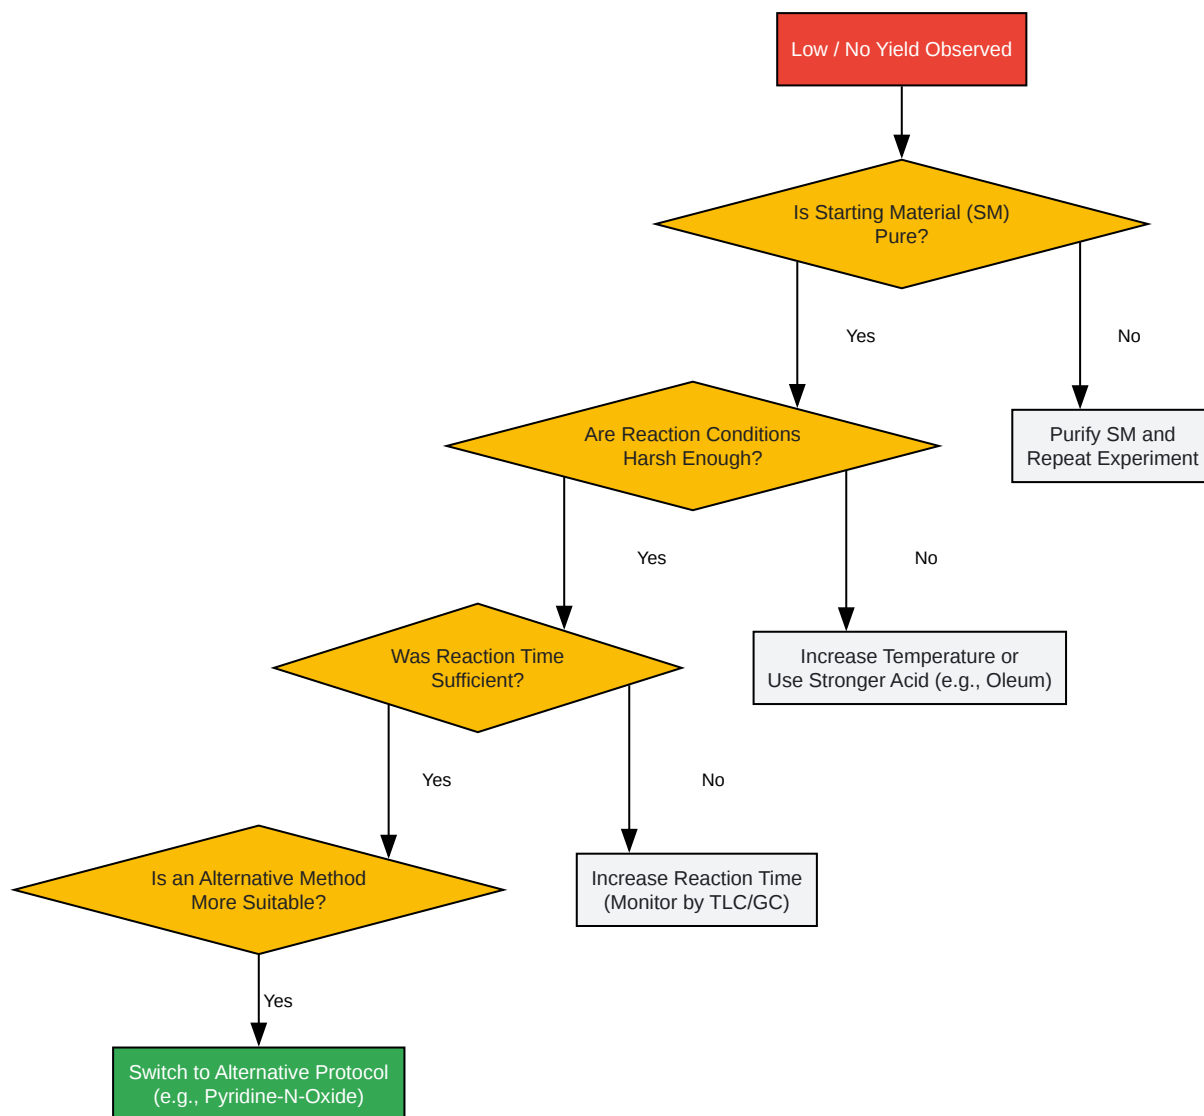 Low / No Yield Observed
Is Starting Material (SM)
Pure?
Yes
No
Are Reaction Conditions
Harsh Enough?
Purify SM and
Repeat Experiment
Yes
No
Was Reaction Time
Sufficient?
Increase Temperature or
Use Stronger Acid (e.g., Oleum)
Yes
No
Is an Alternative Method
More Suitable?
Increase Reaction Time
(Monitor by TLC/GC)
Yes
Switch to Alternative Protocol
(e.g., Pyridine-N-Oxide)